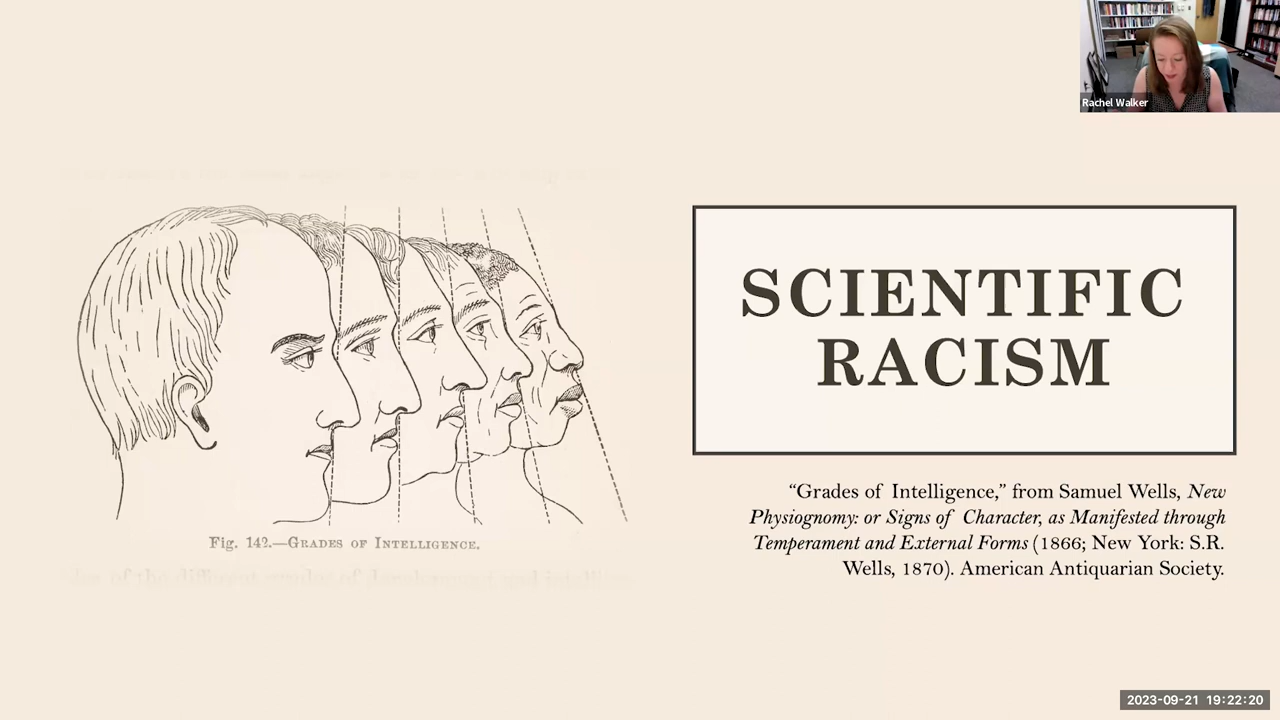 Rachel Walker
SCIENTIFIC
RACISM
“Grades of Intelligence,” from Samuel Wells, New
Physiognomy: or Signs of Character, as Manifested through
Temperament and External Forms (1866; New York: S.R.
Wells, 1870). American Antiquarian Society.
Fig. 142.—Grades of Intelligence.
2023-09-21 19:22:20